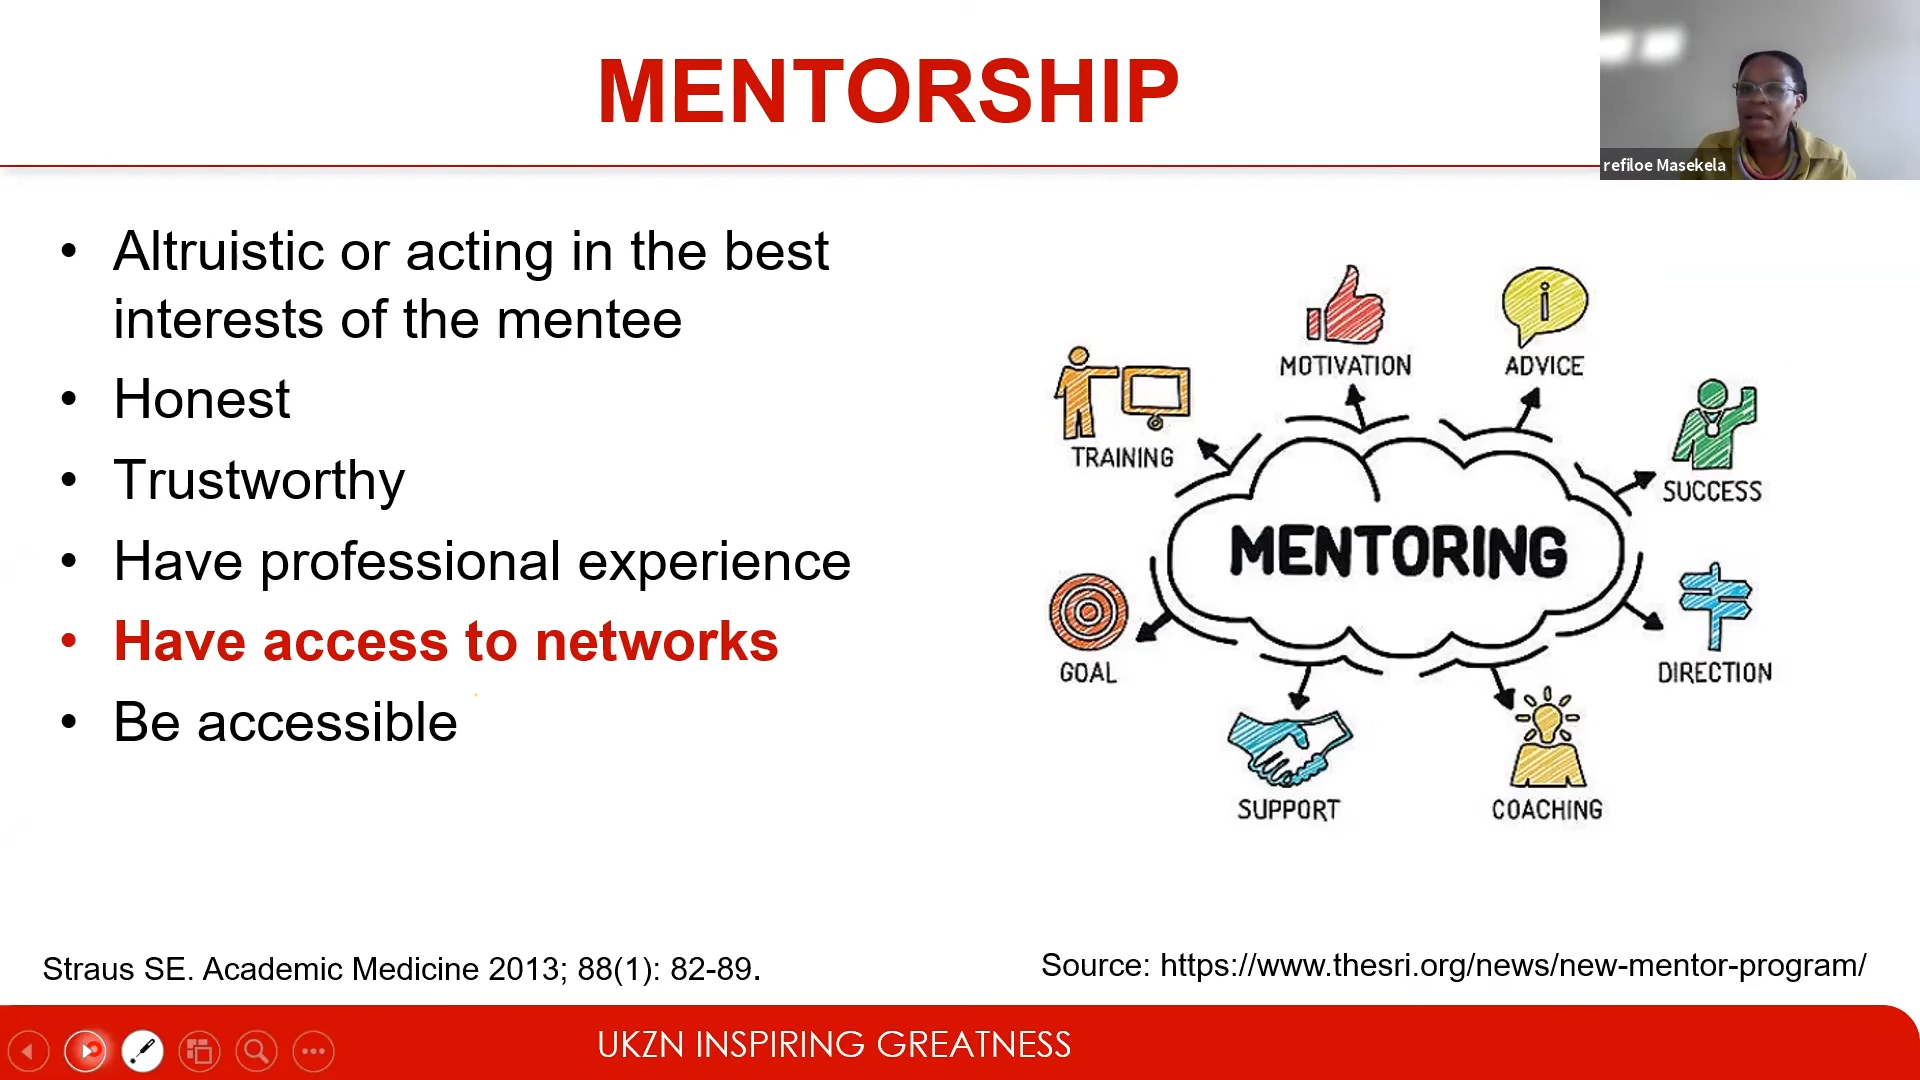 MENTORSHIP
refiloe Masekela
• Altruistic or acting in the best
interests of the mentee
• Honest
• Trustworthy
• Have professional experience
• Have access to networks
• Be accessible
MOTIVATION
ADVICE
TRAINING
SUCCESS
MENTORING
GOAL
DIRECTION
SUPPORT
COACHING
Straus SE. Academic Medicine 2013; 88(1): 82-89.
Source: https://www.thesri.org/news/new-mentor-program/
UKZN INSPIRING GREATNESS